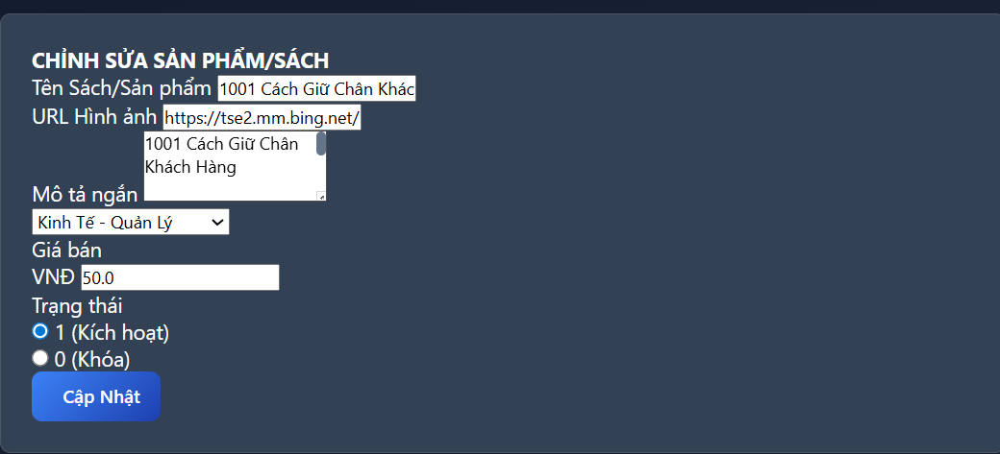 CHỈNH SỬA SẢN PHẨM/SÁCH
Tên Sách/Sản phẩm 1001 Cách Giữ Chân Khác
URL Hình ảnh https://tse2.mm.bing.net/
1001 Cách Giữ Chân
Khách Hàng
Mô tả ngắn
Kinh Tế - Quản Lý
Giá bán
VNĐ 50.0
Trạng thái
1 (Kích hoạt)
0 (Khóa)
Cập Nhật